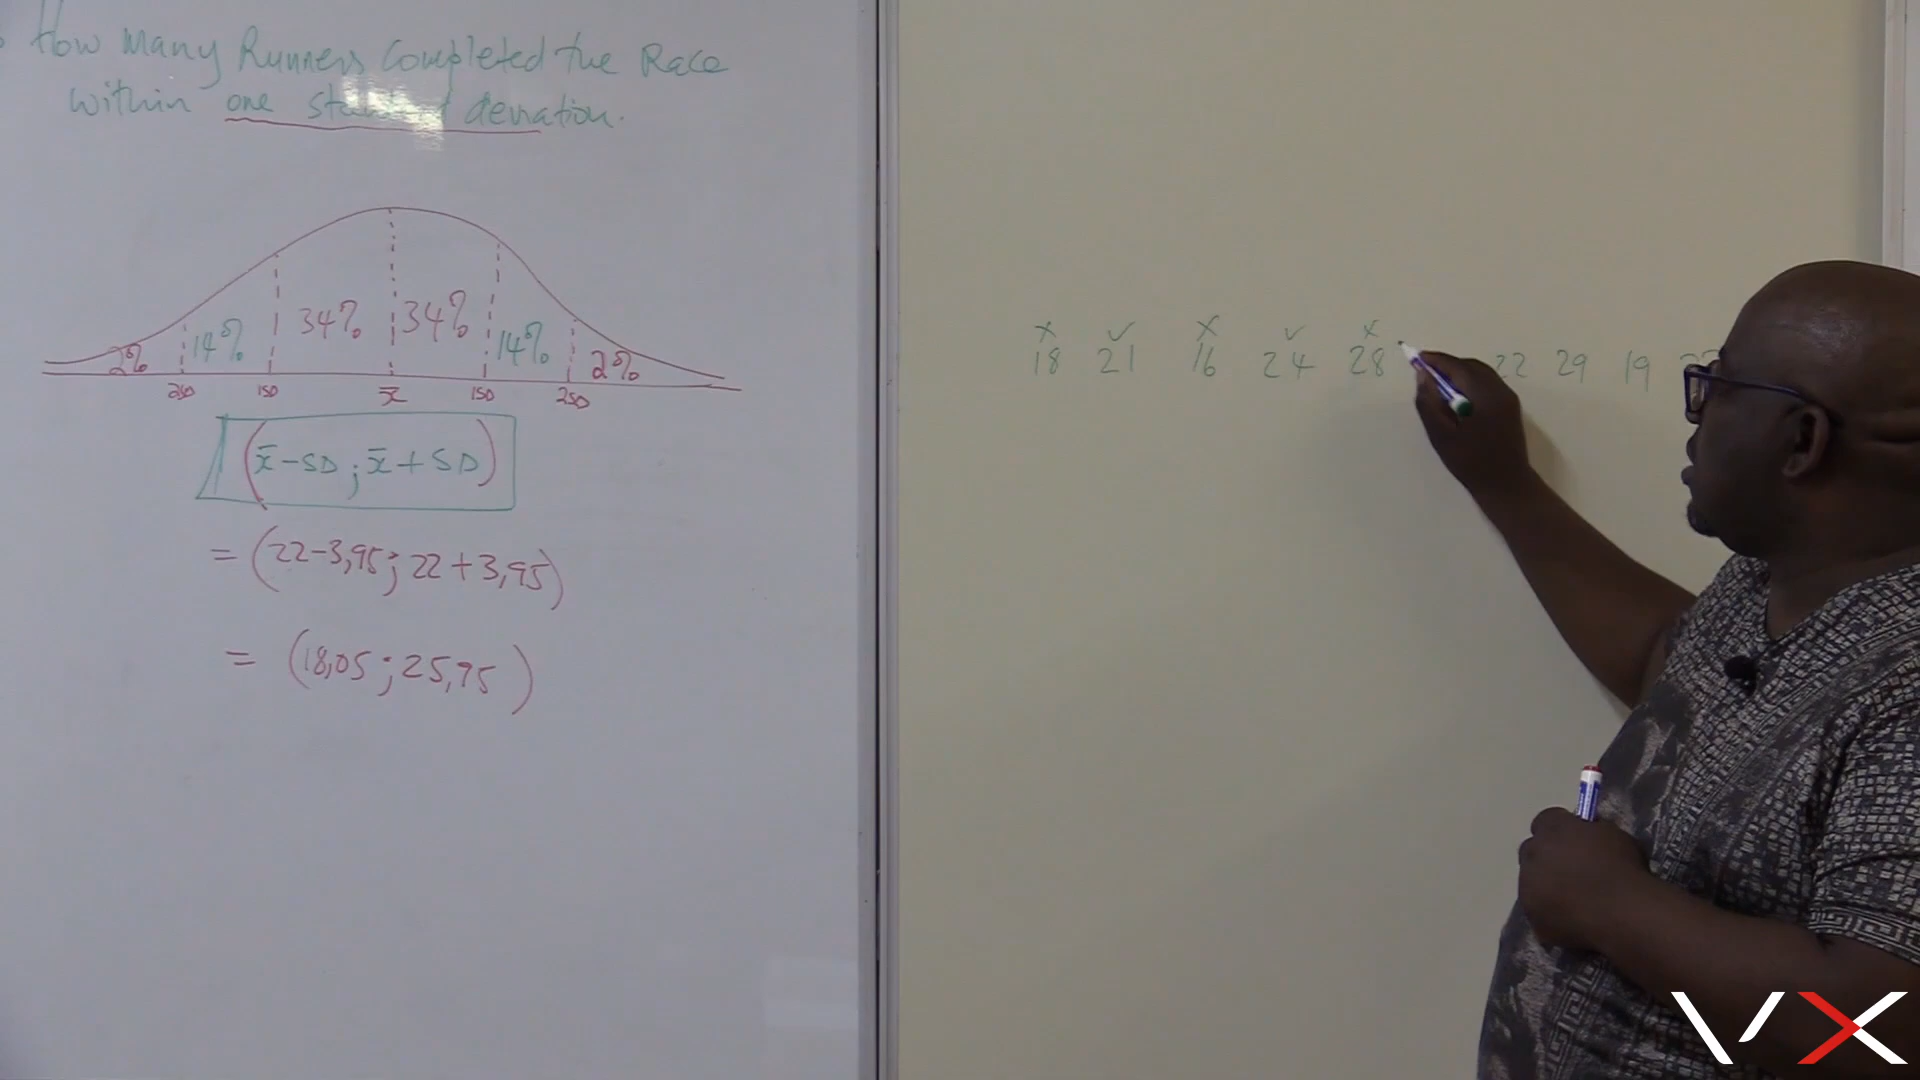 How Many Runners Completed the Race
within one standard deviation.
34% 34%
14% 14%
2% 2%
2SD 1SD x̄ 1SD 2SD
(x̄-SD ; x̄+SD)
= (22-3,95 ; 22+3,95)
= (18,05 ; 25,95)
x ✓ x ✓ x
18 21 16 24 28 22 29 19
VX